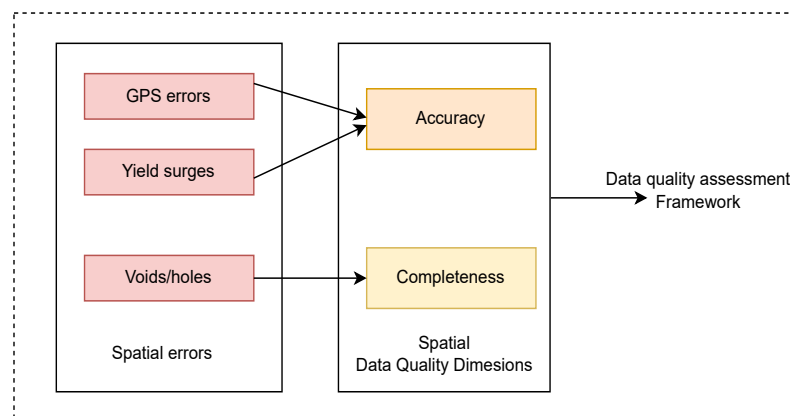 GPS errors
Yield surges
Voids/holes
Spatial errors
Accuracy
Completeness
Spatial
Data Quality Dimesions
Data quality assessment
Framework